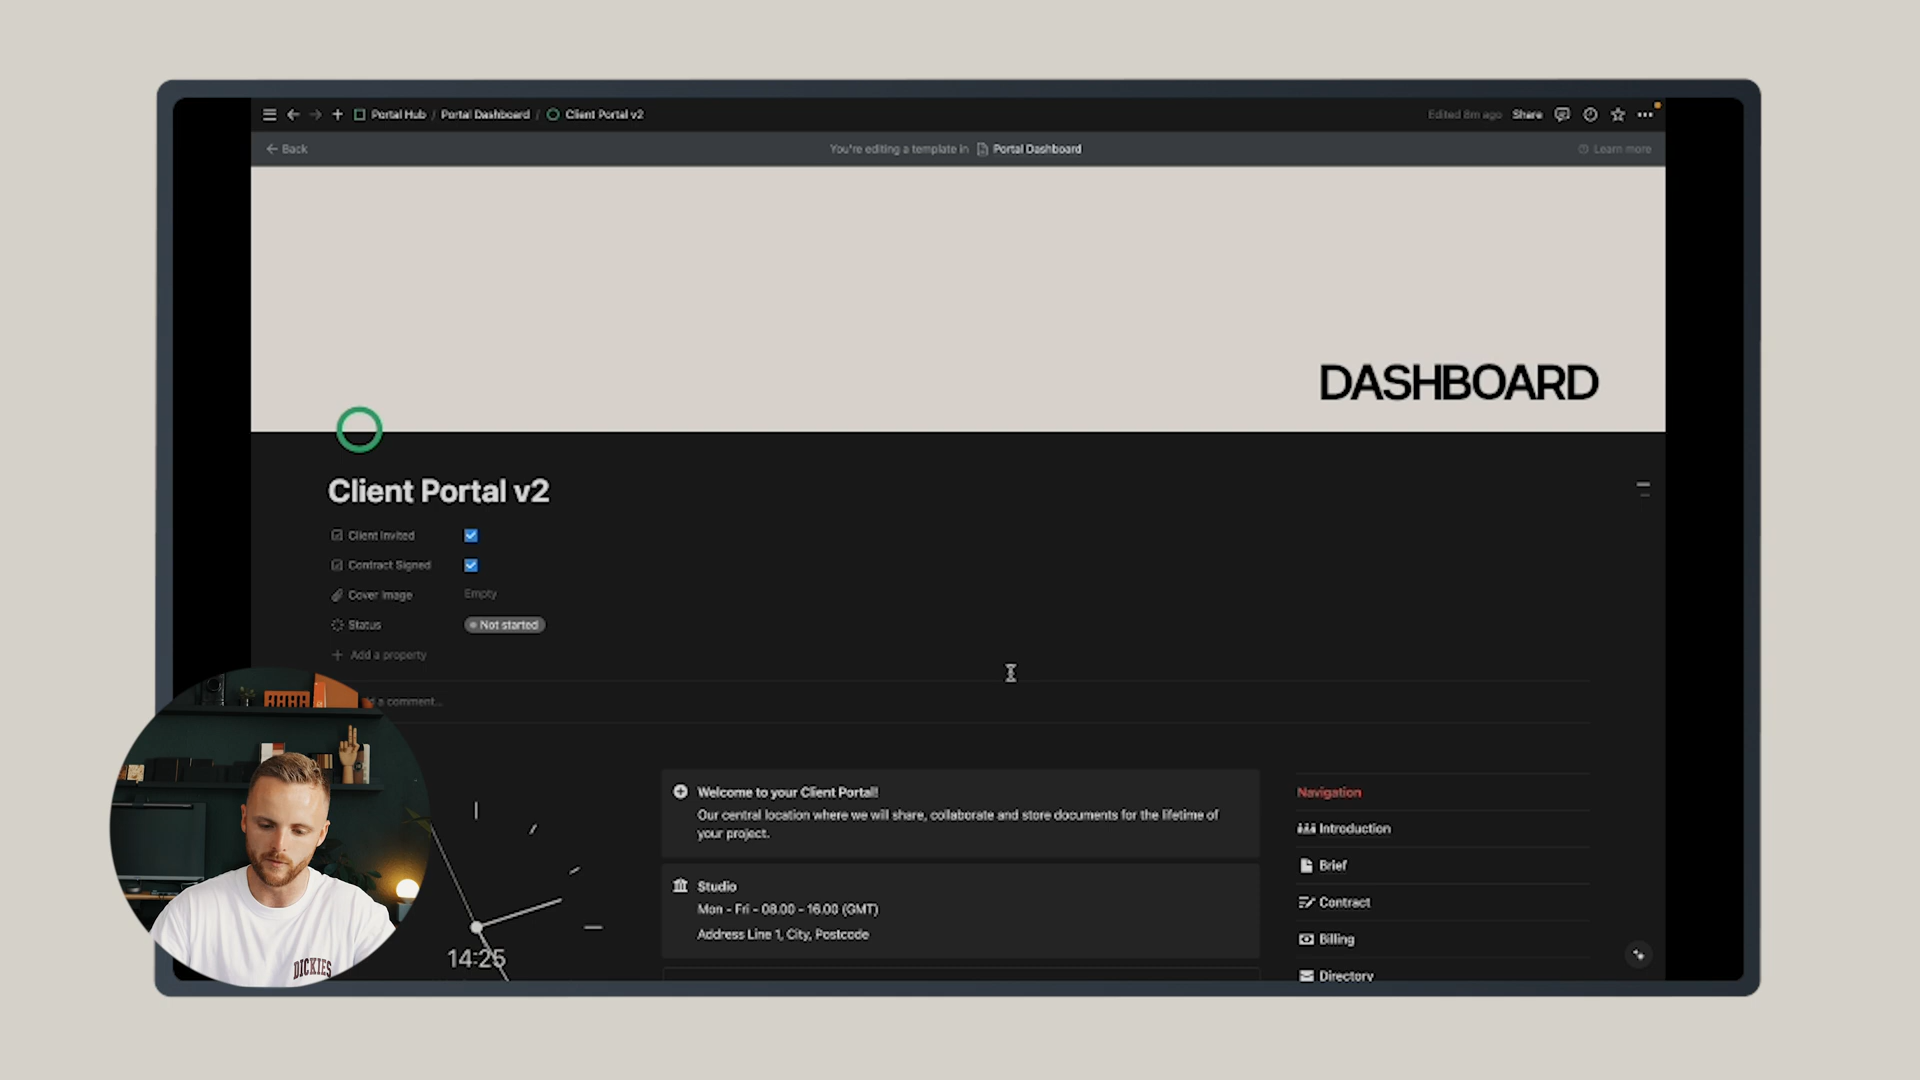 Portal Hub / Portal Dashboard / Client Portal v2
Edited 8m ago Share
Back
You're editing a template in Portal Dashboard
Learn more
DASHBOARD
Client Portal v2
Client Invited
Contract Signed
Cover Image Empty
Status Not started
Add a property
a comment...
Welcome to your Client Portal!
Our central location where we will share, collaborate and store documents for the lifetime of
your project.
Studio
Mon - Fri - 08.00 - 16.00 (GMT)
Address Line 1, City, Postcode
Navigation
Introduction
Brief
Contract
Billing
Directory
14:25
DICKIES